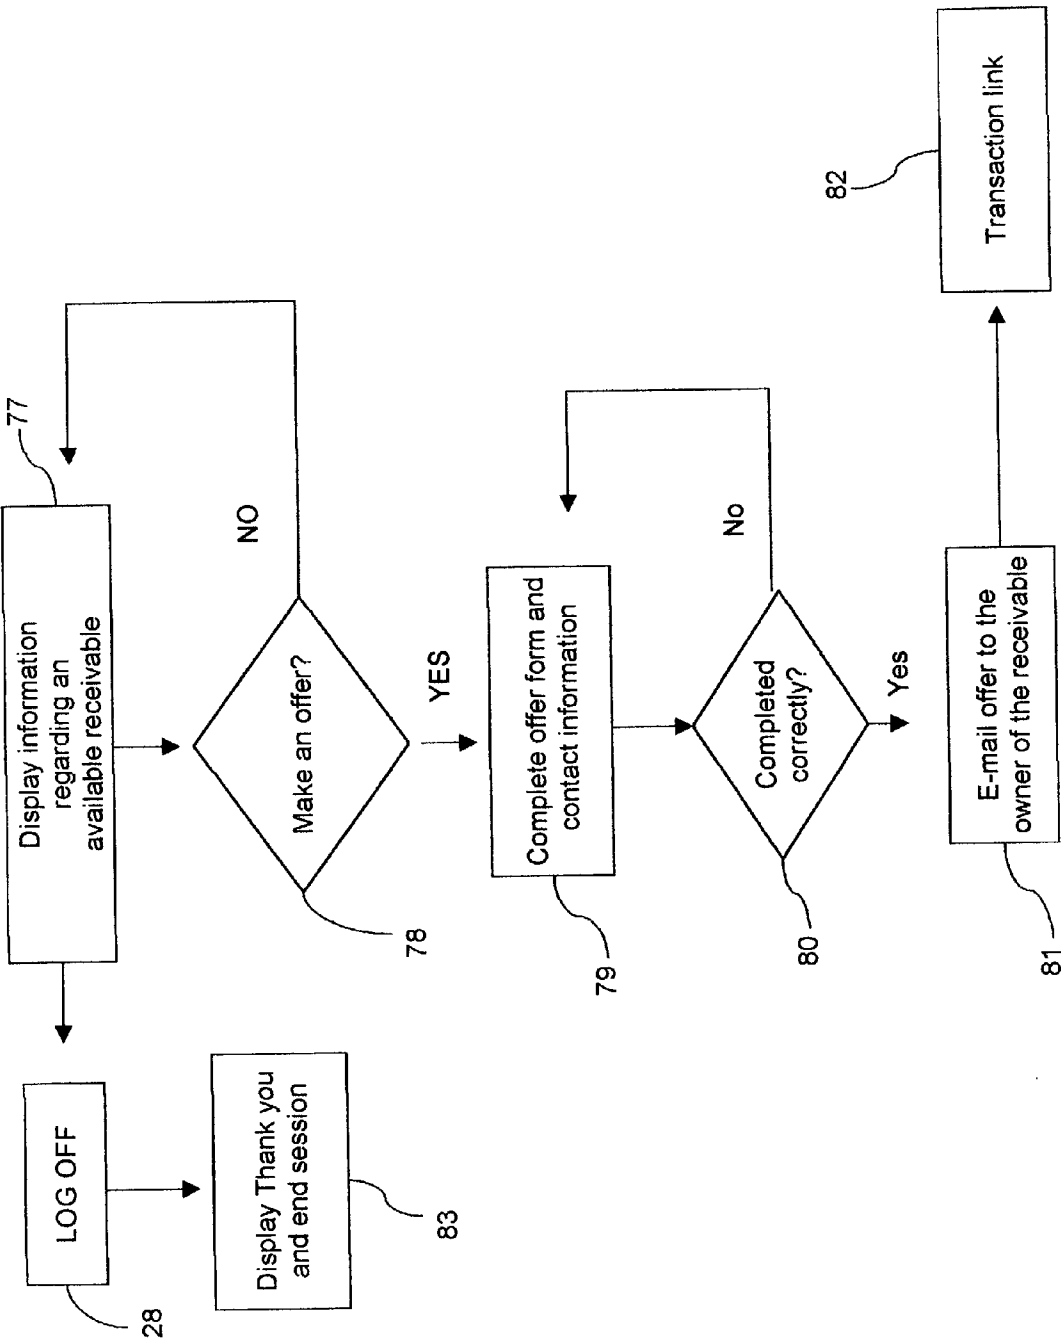 77
Display information
regarding an
available receivable
LOG OFF
28
Display Thank you
and end session
83
Make an offer?
78
NO
YES
Complete offer form and
contact information
79
Completed
correctly?
80
No
Yes
E-mail offer to the
owner of the receivable
81
Transaction link
82